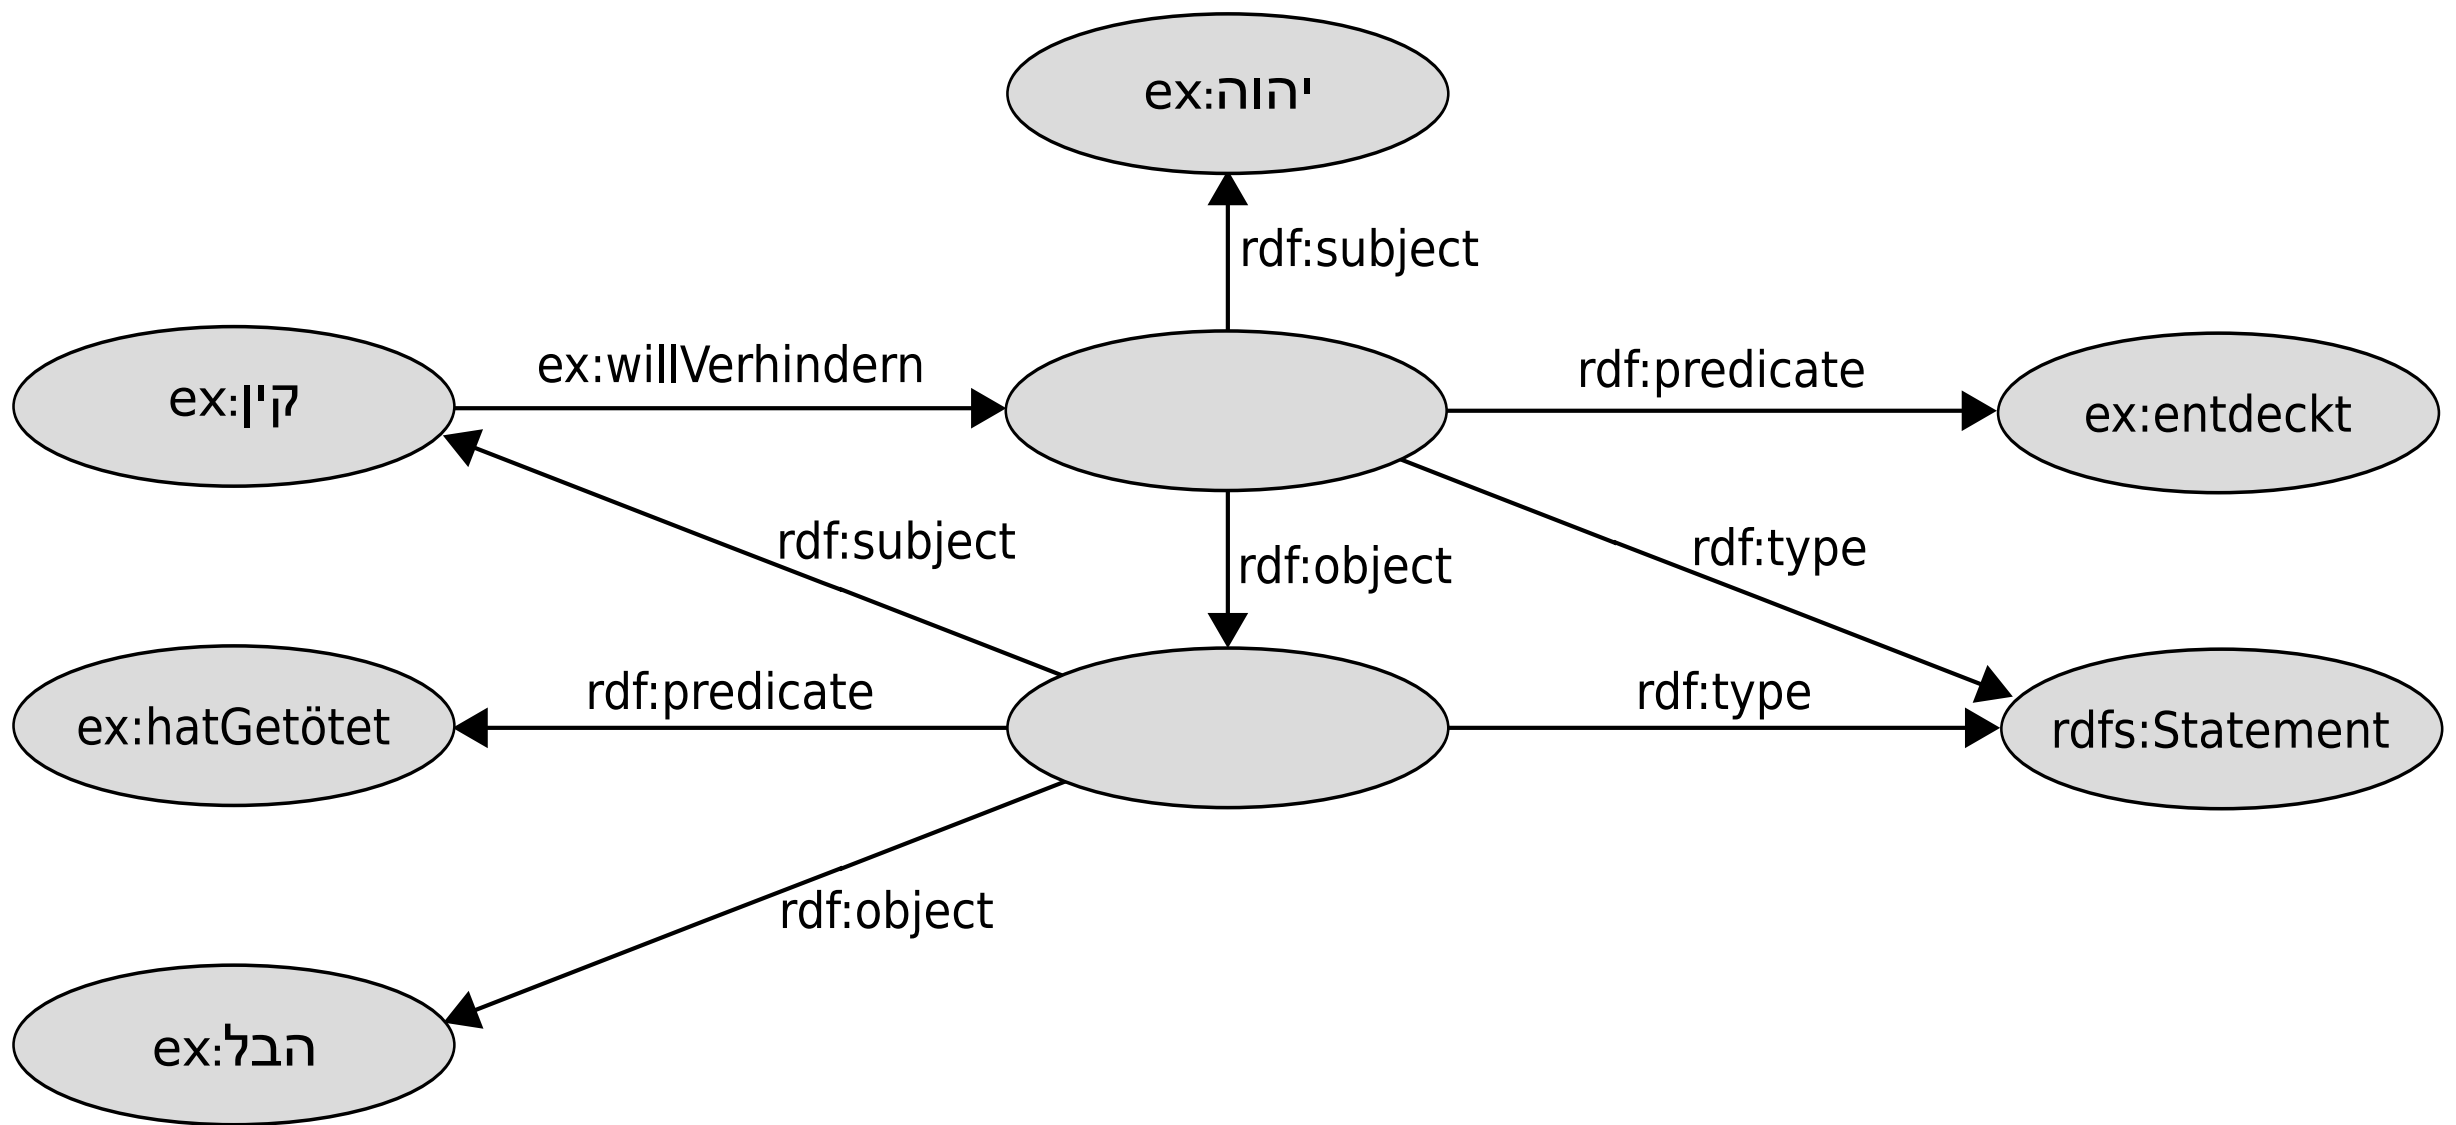 ex:יהוה
rdf:subject
ex:קין
ex:willVerhindern
rdf:predicate
ex:entdeckt
rdf:subject
rdf:object
rdf:type
ex:hatGetötet
rdf:predicate
rdf:type
rdfs:Statement
rdf:object
ex:הבל